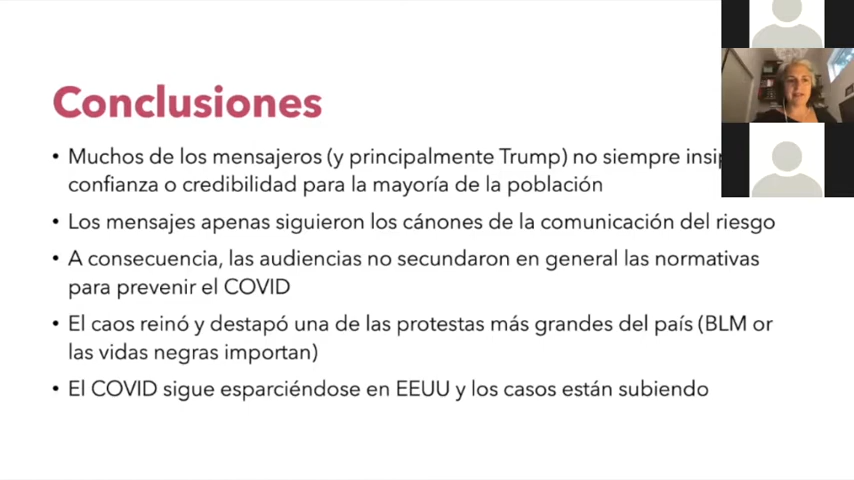 Conclusiones
• Muchos de los mensajeros (y principalmente Trump) no siempre
confianza o credibilidad para la mayoría de la población
• Los mensajes apenas siguieron los cánones de la comunicación del riesgo
• A consecuencia, las audiencias no secundaron en general las normativas
para prevenir el COVID
• El caos reinó y destapó una de las protestas más grandes del país (BLM or
las vidas negras importan)
• El COVID sigue esparciéndose en EEUU y los casos están subiendo